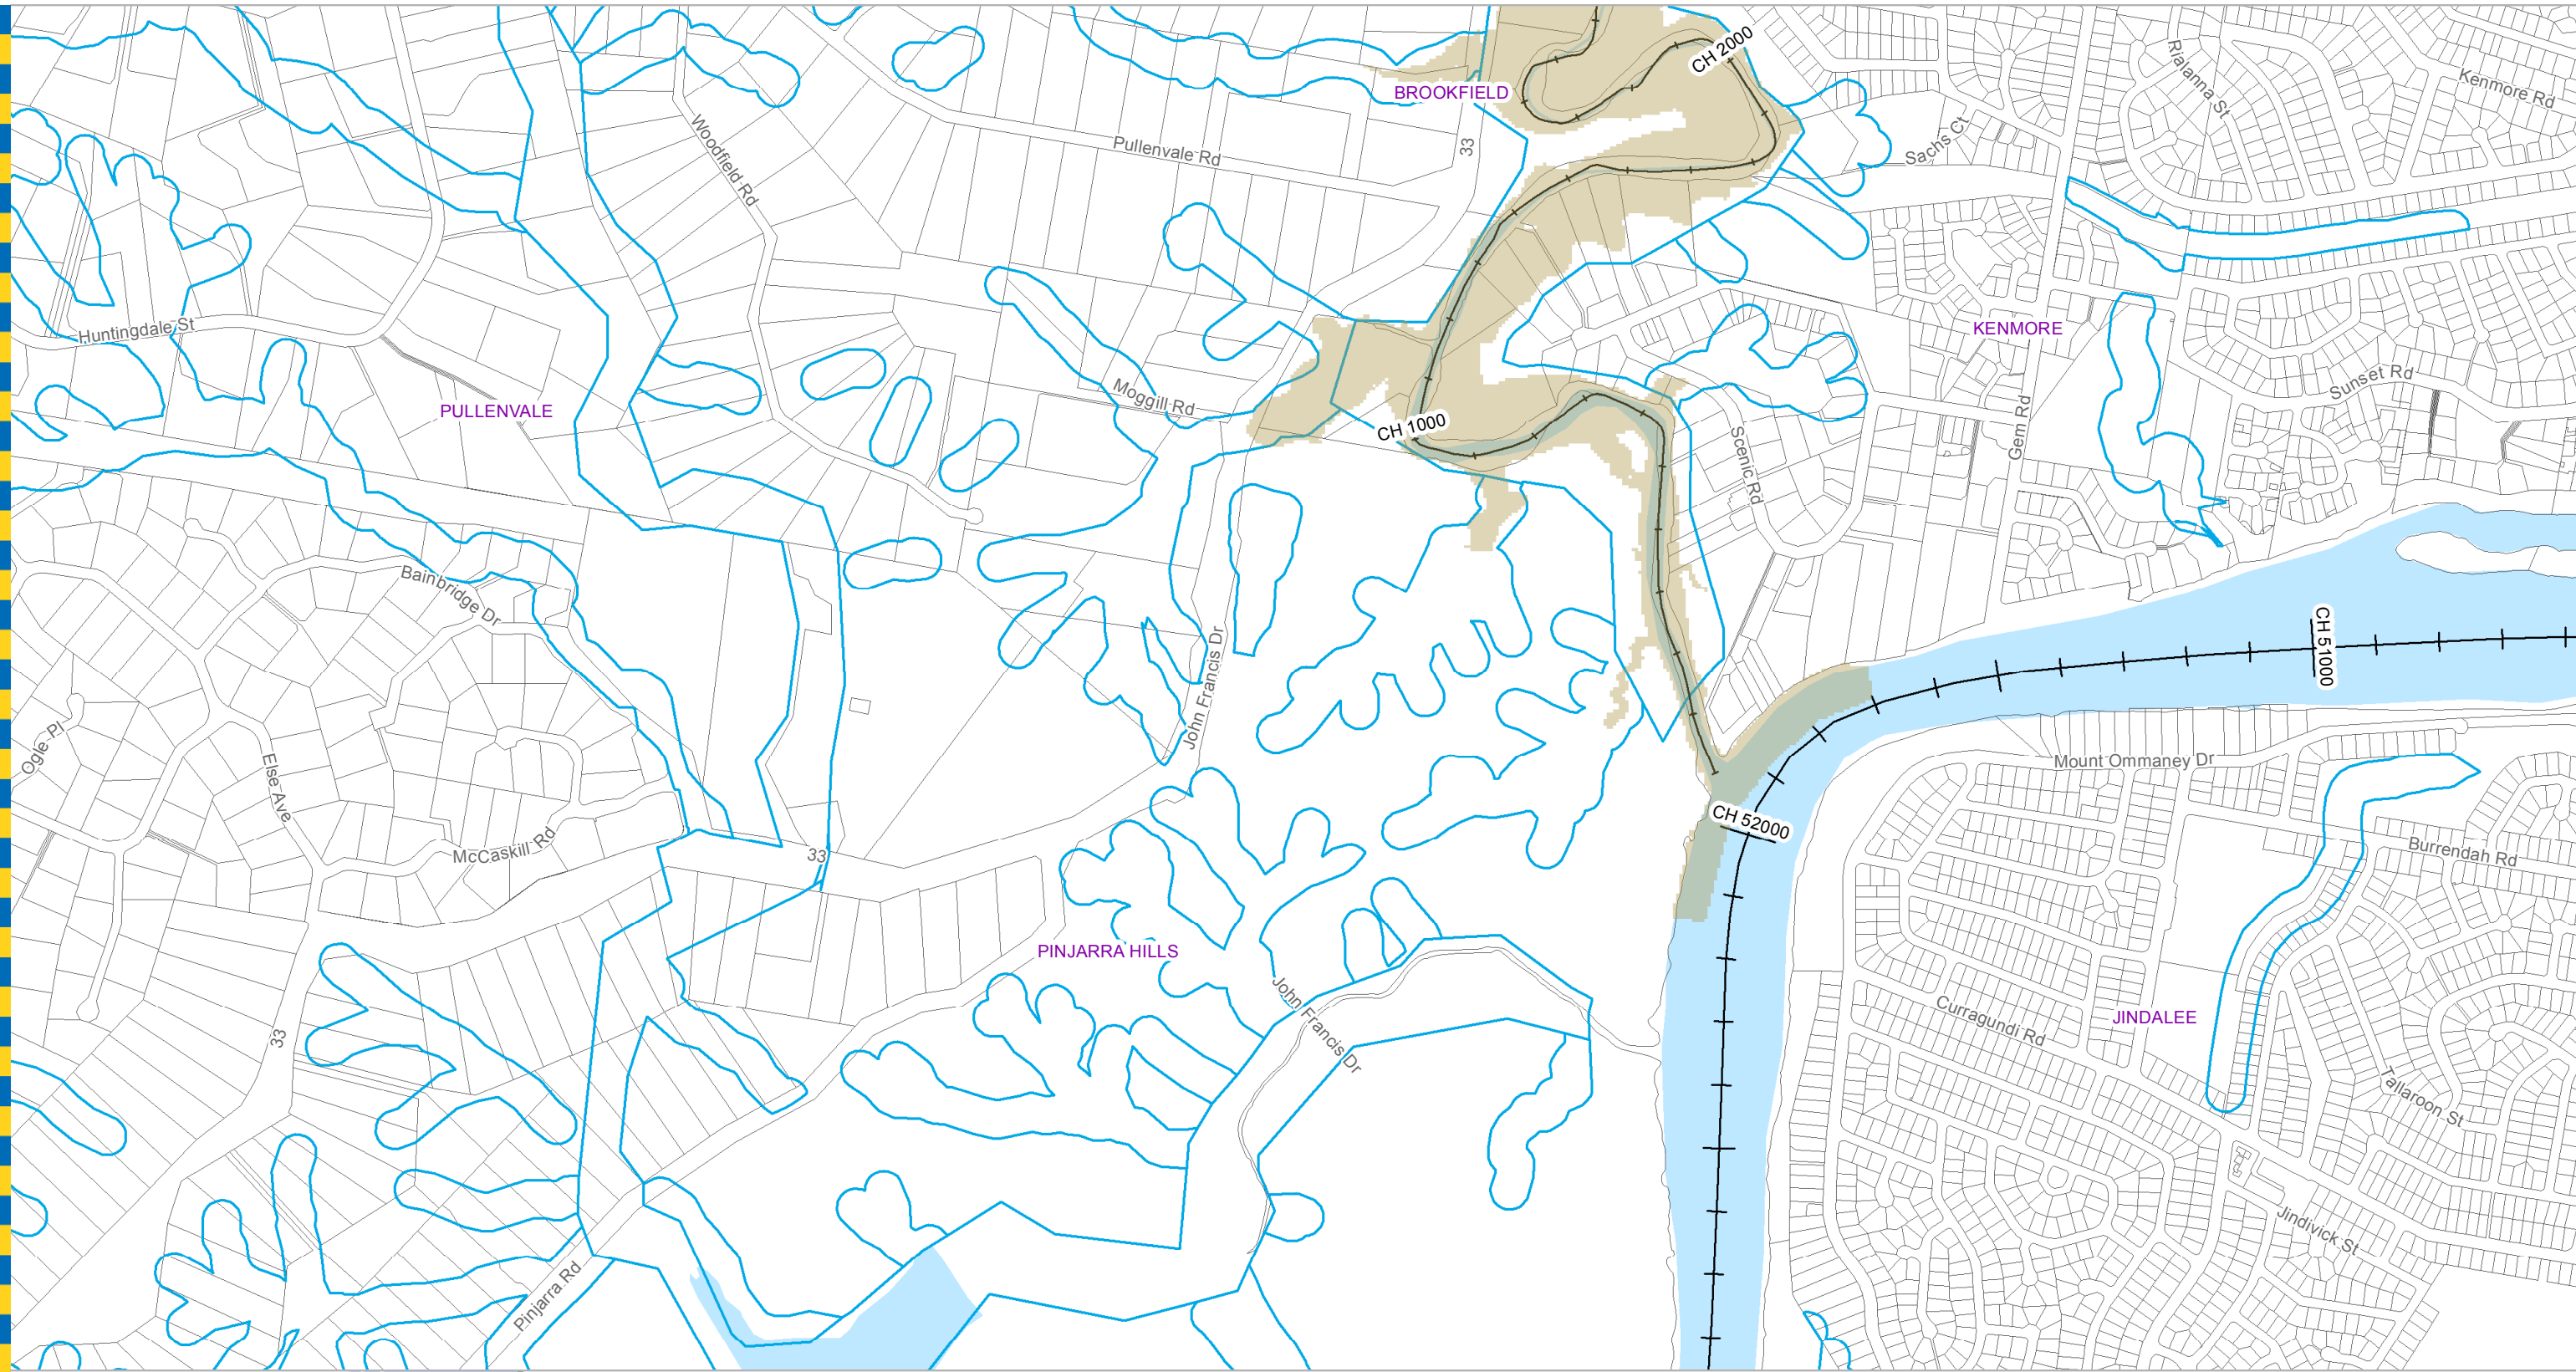 CH 2000
Rialanna St
Kenmore Rd
BROOKFIELD
Pullenvale Rd
33
Sachs Ct
Woodfield Rd
Huntingdale St
KENMORE
Sunset Rd
PULLENVALE
Moggill Rd
CH 1000
Gem Rd
Scenic Rd
Bainbridge Dr
CH 51000
John Francis Dr
Ogle Pl
Else Ave
Mount Ommaney Dr
CH 52000
McCaskill Rd
33
Burrendah Rd
PINJARRA HILLS
John Francis Dr
Curragundi Rd
JINDALEE
33
Tallaroon St
Jindivick St
Pinjarra Rd